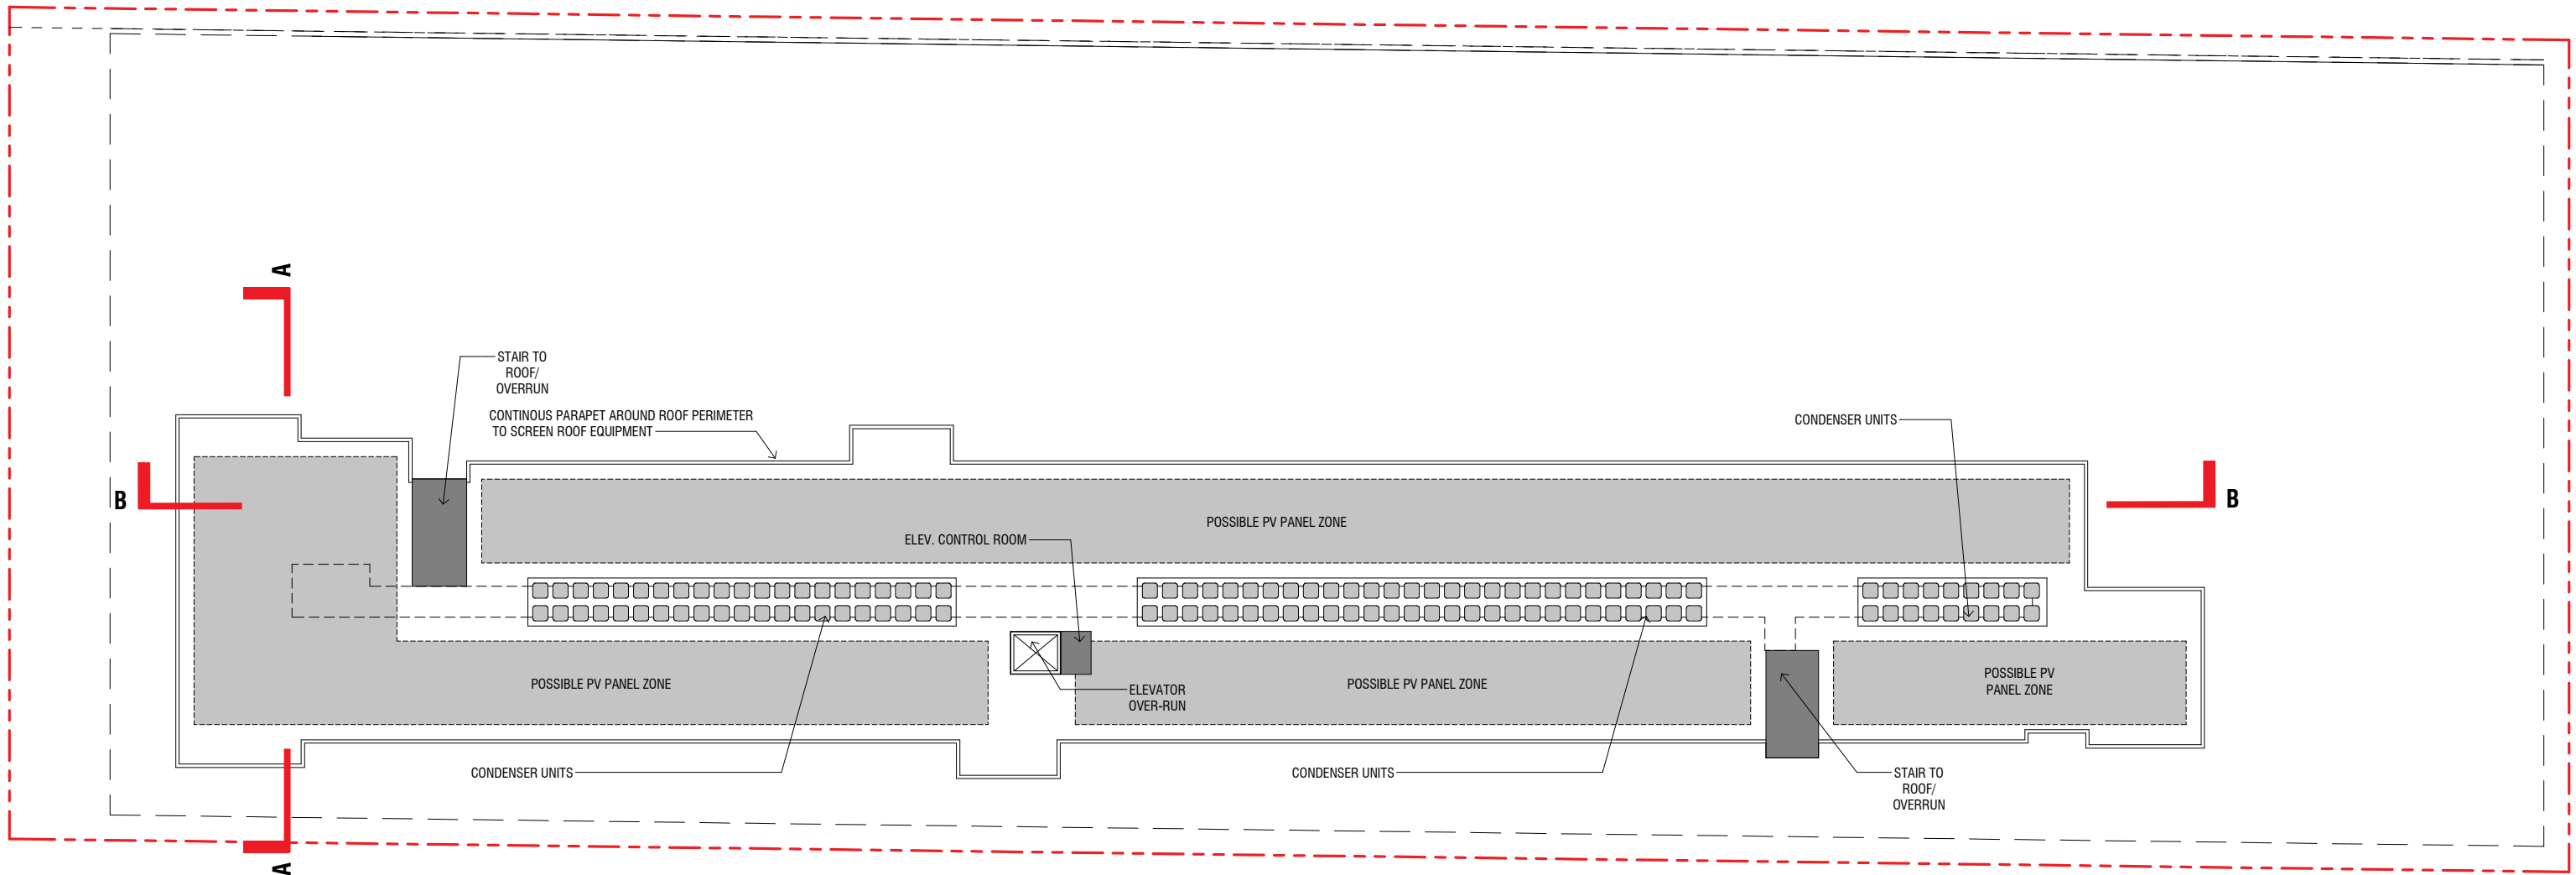 A
STAIR TO
ROOF/
OVERRUN
CONTINOUS PARAPET AROUND ROOF PERIMETER
TO SCREEN ROOF EQUIPMENT
CONDENSER UNITS
B
B
POSSIBLE PV PANEL ZONE
ELEV. CONTROL ROOM
POSSIBLE PV PANEL ZONE
ELEVATOR
OVER-RUN
POSSIBLE PV PANEL ZONE
POSSIBLE PV
PANEL ZONE
CONDENSER UNITS
CONDENSER UNITS
STAIR TO
ROOF/
OVERRUN
A